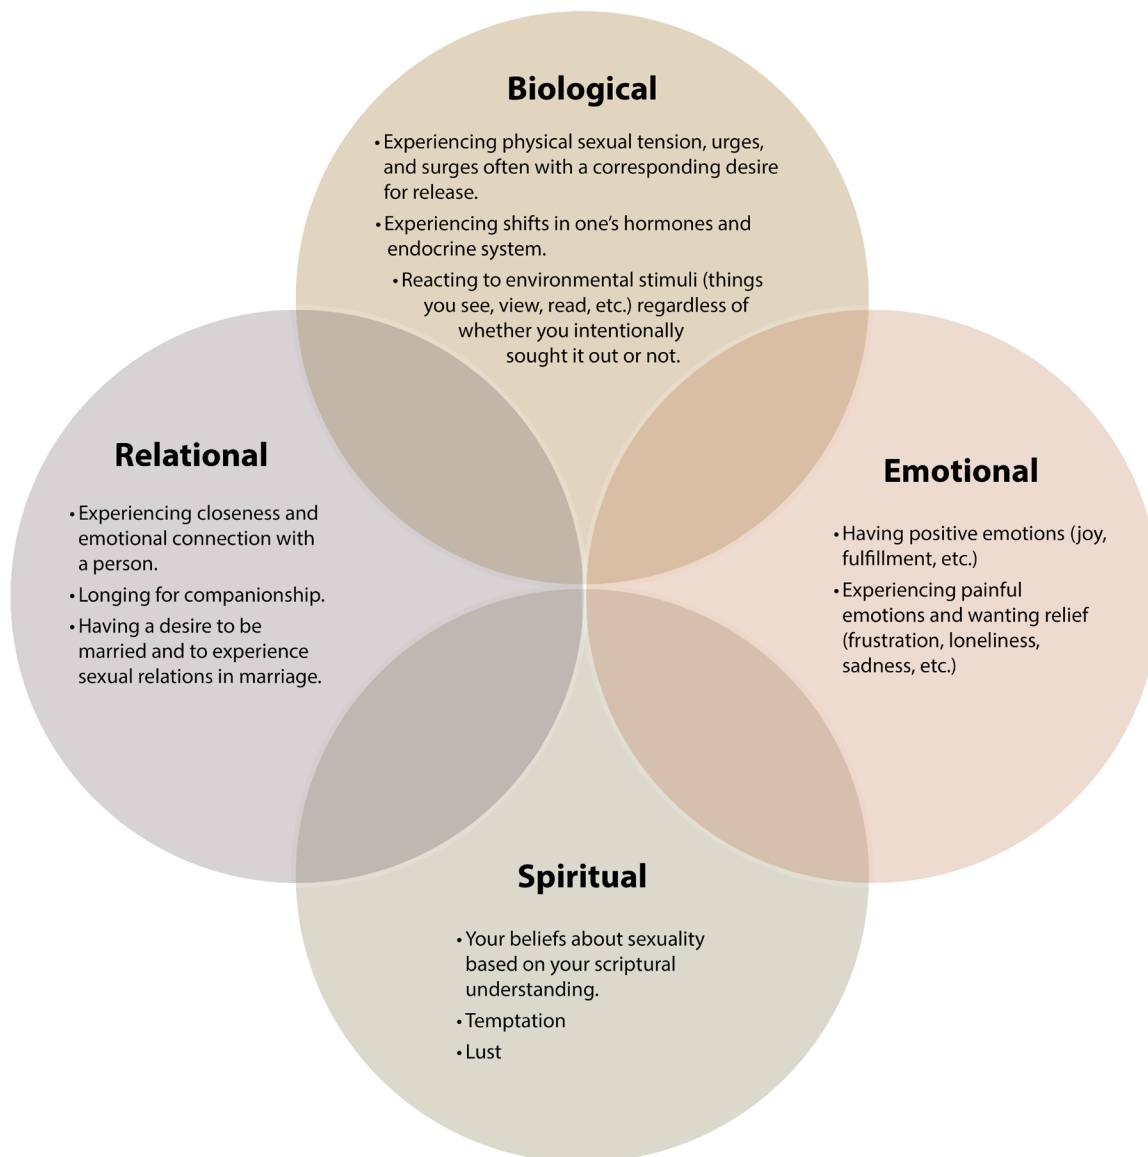 Biological
• Experiencing physical sexual tension, urges,
and surges often with a corresponding desire
for release.
• Experiencing shifts in one’s hormones and
endocrine system.
• Reacting to environmental stimuli (things
you see, view, read, etc.) regardless of
whether you intentionally
sought it out or not.
Relational
• Experiencing closeness and
emotional connection with
a person.
• Longing for companionship.
• Having a desire to be
married and to experience
sexual relations in marriage.
Emotional
• Having positive emotions (joy,
fulfillment, etc.)
• Experiencing painful
emotions and wanting relief
(frustration, loneliness,
sadness, etc.)
Spiritual
• Your beliefs about sexuality
based on your scriptural
understanding.
• Temptation
• Lust